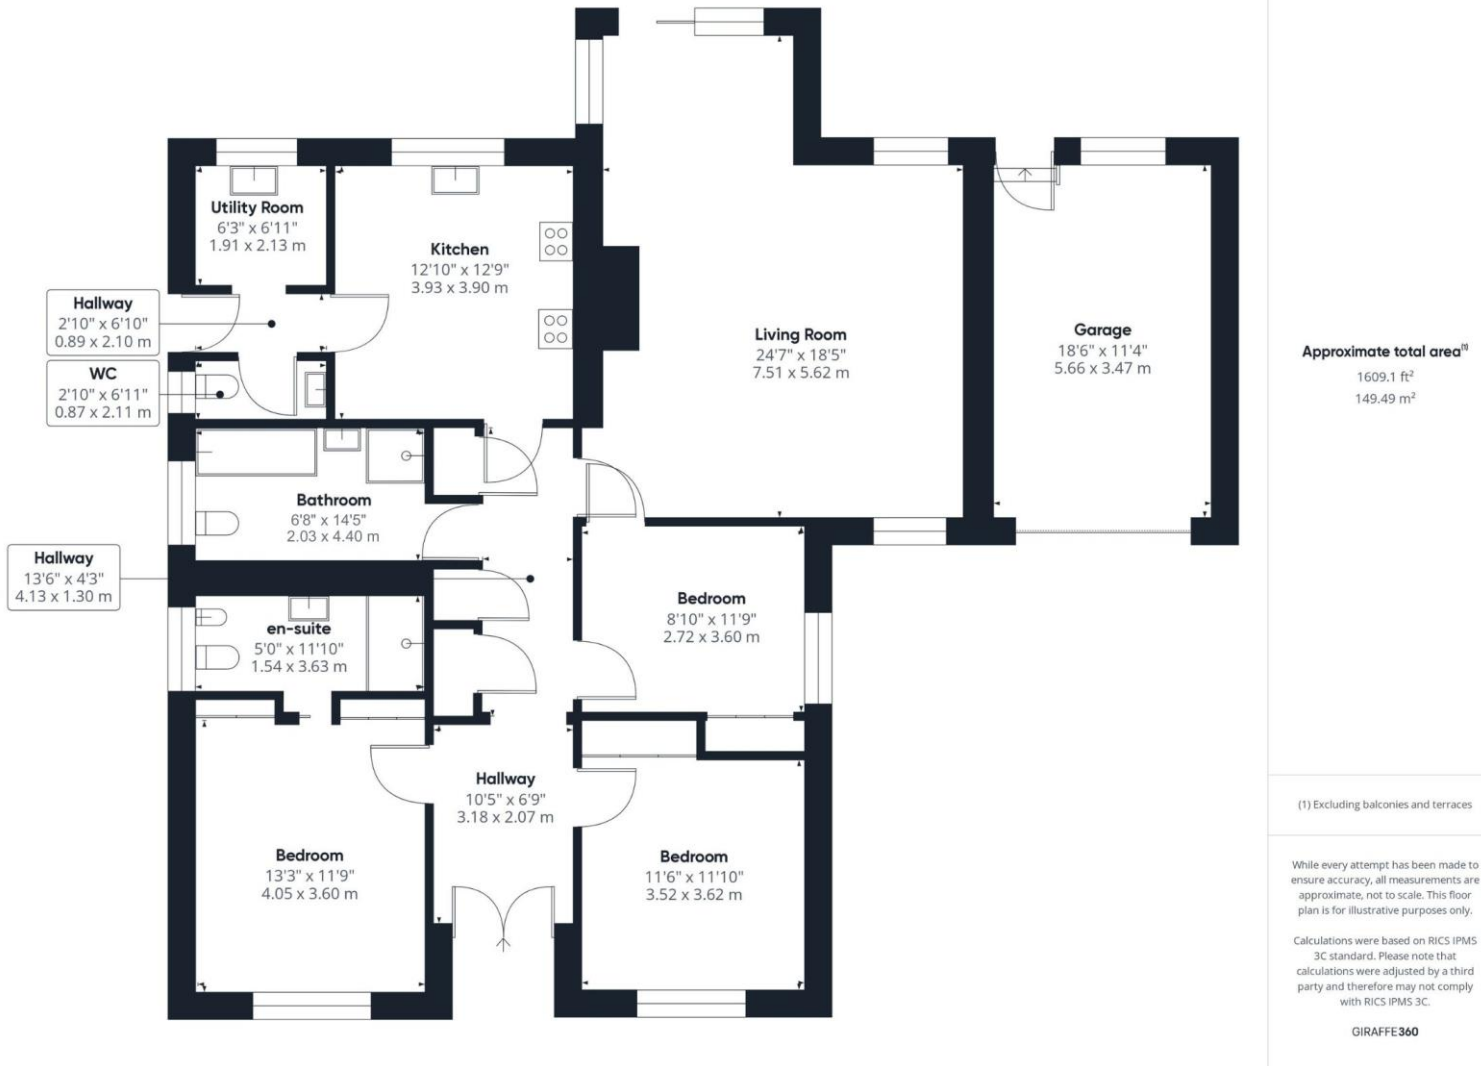 Utility Room
6'3" x 6'11"
1.91 x 2.13 m
Kitchen
12'10" x 12'9"
3.93 x 3.90 m
Hallway
2'10" x 6'10"
0.89 x 2.10 m
WC
2'10" x 6'11"
0.87 x 2.11 m
Living Room
24'7" x 18'5"
7.51 x 5.62 m
Garage
18'6" x 11'4"
5.66 x 3.47 m
Bathroom
6'8" x 14'5"
2.03 x 4.40 m
Hallway
13'6" x 4'3"
4.13 x 1.30 m
en-suite
5'0" x 11'10"
1.54 x 3.63 m
Bedroom
8'10" x 11'9"
2.72 x 3.60 m
Hallway
10'5" x 6'9"
3.18 x 2.07 m
Bedroom
13'3" x 11'9"
4.05 x 3.60 m
Bedroom
11'6" x 11'10"
3.52 x 3.62 m
Approximate total area(1)
1609.1 ft²
149.49 m²
(1) Excluding balconies and terraces
While every attempt has been made to
ensure accuracy, all measurements are
approximate, not to scale. This floor
plan is for illustrative purposes only.
Calculations were based on RICS IPMS
3C standard. Please note that
calculations were adjusted by a third
party and therefore may not comply
with RICS IPMS 3C.
GIRAFFE360